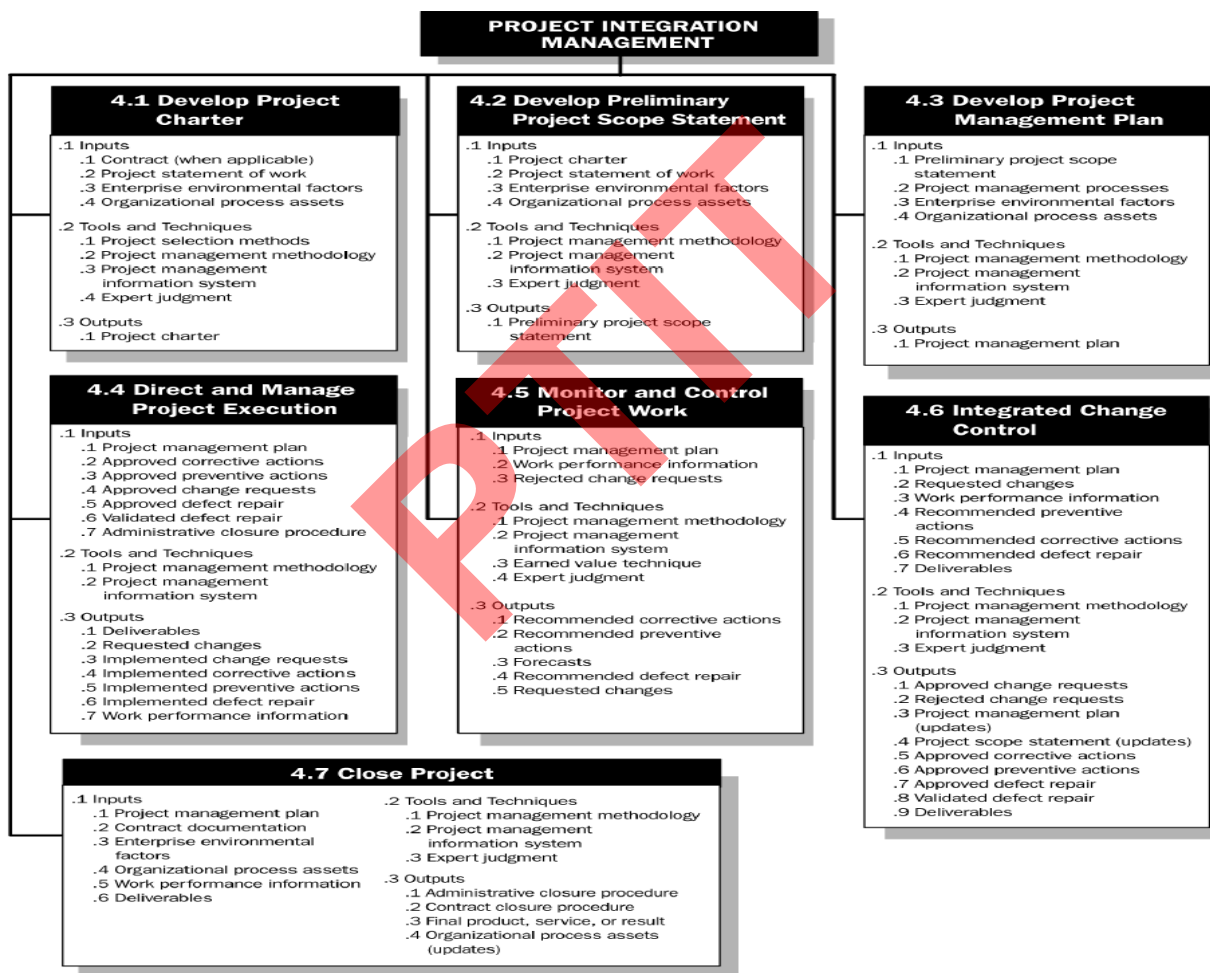 PROJECT INTEGRATION
MANAGEMENT
4.1 Develop Project
Charter
.1 Inputs
.1 Contract (when applicable)
.2 Project statement of work
.3 Enterprise environmental factors
.4 Organizational process assets
.2 Tools and Techniques
.1 Project selection methods
.2 Project management methodology
.3 Project management
information system
.4 Expert judgment
.3 Outputs
.1 Project charter
4.2 Develop Preliminary
Project Scope Statement
.1 Inputs
.1 Project charter
.2 Project statement of work
.3 Enterprise environmental factors
.4 Organizational process assets
.2 Tools and Techniques
.1 Project management methodology
.2 Project management
information system
.3 Expert judgment
.3 Outputs
.1 Preliminary project scope
statement
4.3 Develop Project
Management Plan
.1 Inputs
.1 Preliminary project scope
statement
.2 Project management processes
.3 Enterprise environmental factors
.4 Organizational process assets
.2 Tools and Techniques
.1 Project management methodology
.2 Project management
information system
.3 Expert judgment
.3 Outputs
.1 Project management plan
4.4 Direct and Manage
Project Execution
.1 Inputs
.1 Project management plan
.2 Approved corrective actions
.3 Approved preventive actions
.4 Approved change requests
.5 Approved defect repair
.6 Validated defect repair
.7 Administrative closure procedure
.2 Tools and Techniques
.1 Project management methodology
.2 Project management
information system
.3 Outputs
.1 Deliverables
.2 Requested changes
.3 Implemented change requests
.4 Implemented corrective actions
.5 Implemented preventive actions
.6 Implemented defect repair
.7 Work performance information
4.5 Monitor and Control
Project Work
.1 Inputs
.1 Project management plan
.2 Work performance information
.3 Rejected change requests
.2 Tools and Techniques
.1 Project management methodology
.2 Project management
information system
.3 Earned value technique
.4 Expert judgment
.3 Outputs
.1 Recommended corrective actions
.2 Recommended preventive
actions
.3 Forecasts
.4 Recommended defect repair
.5 Requested changes
4.6 Integrated Change
Control
.1 Inputs
.1 Project management plan
.2 Requested changes
.3 Work performance information
.4 Recommended preventive
actions
.5 Recommended corrective actions
.6 Recommended defect repair
.7 Deliverables
.2 Tools and Techniques
.1 Project management methodology
.2 Project management
information system
.3 Expert judgment
.3 Outputs
.1 Approved change requests
.2 Rejected change requests
.3 Project management plan
(updates)
.4 Project scope statement (updates)
.5 Approved corrective actions
.6 Approved preventive actions
.7 Approved defect repair
.8 Validated defect repair
.9 Deliverables
4.7 Close Project
.1 Inputs
.1 Project management plan
.2 Contract documentation
.3 Enterprise environmental
factors
.4 Organizational process assets
.5 Work performance information
.6 Deliverables
.2 Tools and Techniques
.1 Project management methodology
.2 Project management
information system
.3 Expert judgment
.3 Outputs
.1 Administrative closure procedure
.2 Contract closure procedure
.3 Final product, service, or result
.4 Organizational process assets
(updates)
PTIT